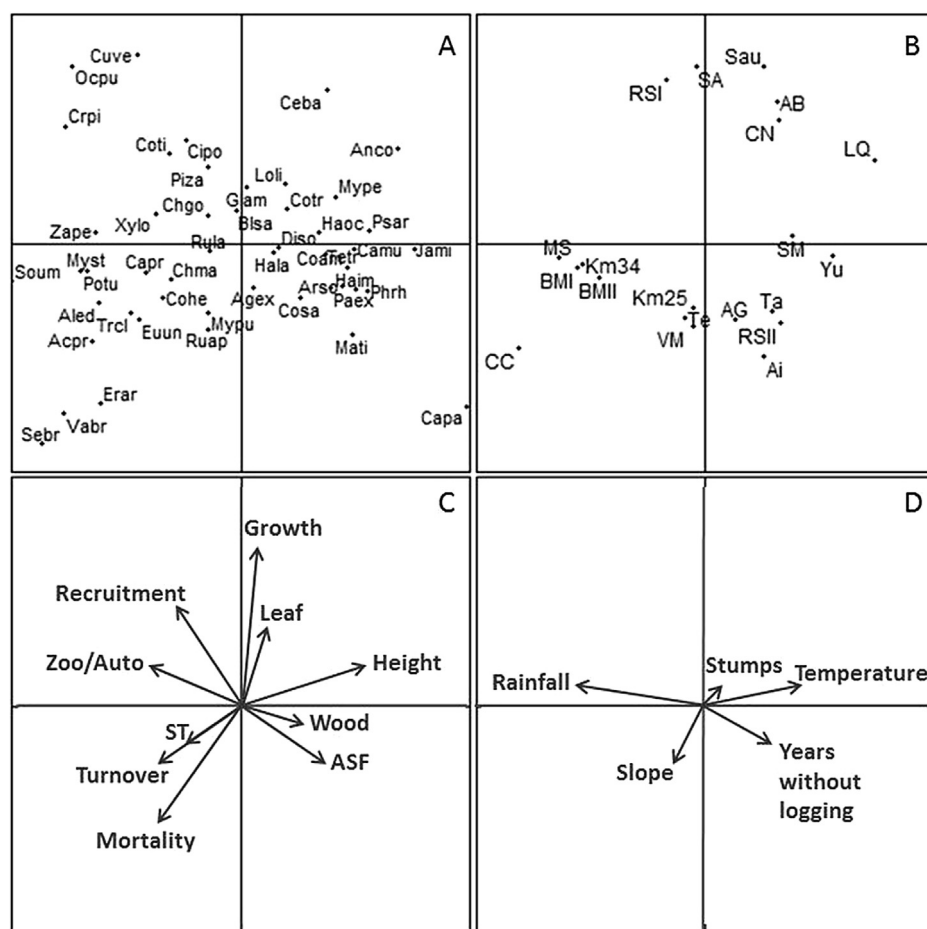 A
Cuve
Ocpu
Ceba
Crpi
Coti
Cipo
Anco
Piza
Loli
Mype
Chgo
Glam
Cotr
Xylo
Blsa
Haoc
Psar
Zape
Rula
Diso
Camu
Jami
Soum
Myst
Capr
Chma
Hala
Potu
Haim
Cohe
Agex
Arsc
Paex
Phrh
Aled
Trcl
Euun
Mypu
Cosa
Acpr
Ruap
Mati
Erar
Capa
Sebr
Vabr
B
Sau
SA
RSI
AB
CN
LQ
MS
SM
Km34
Yu
BMI
BMII
Km25
Te
AG
Ta
VM
RSII
CC
Ai
C
Growth
Recruitment
Leaf
Zoo/Auto
Height
ST
Wood
Turnover
ASF
Mortality
D
Stumps
Rainfall
Temperature
Slope
Years
without
logging